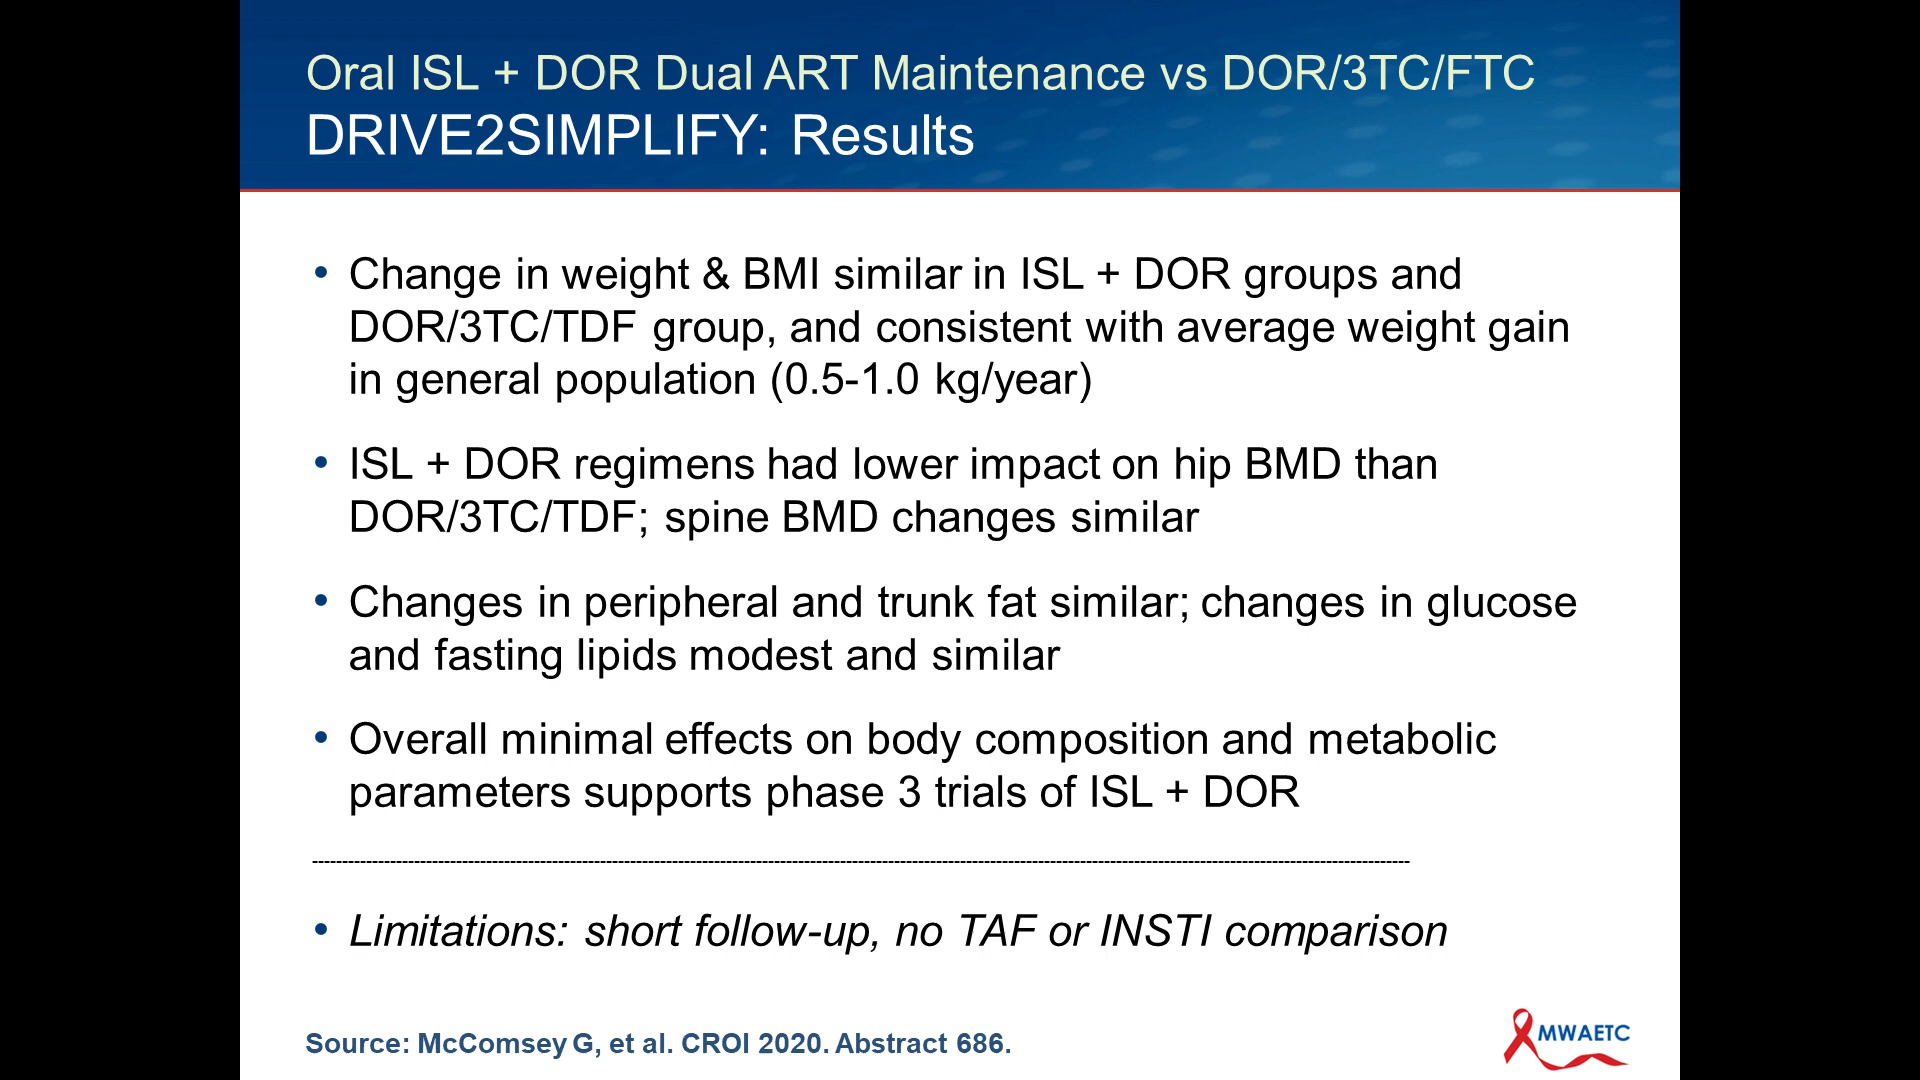 Oral ISL + DOR Dual ART Maintenance vs DOR/3TC/FTC
DRIVE2SIMPLIFY: Results
• Change in weight & BMI similar in ISL + DOR groups and
DOR/3TC/TDF group, and consistent with average weight gain
in general population (0.5-1.0 kg/year)
• ISL + DOR regimens had lower impact on hip BMD than
DOR/3TC/TDF; spine BMD changes similar
• Changes in peripheral and trunk fat similar; changes in glucose
and fasting lipids modest and similar
• Overall minimal effects on body composition and metabolic
parameters supports phase 3 trials of ISL + DOR
• Limitations: short follow-up, no TAF or INSTI comparison
Source: McComsey G, et al. CROI 2020. Abstract 686.
MWAETC